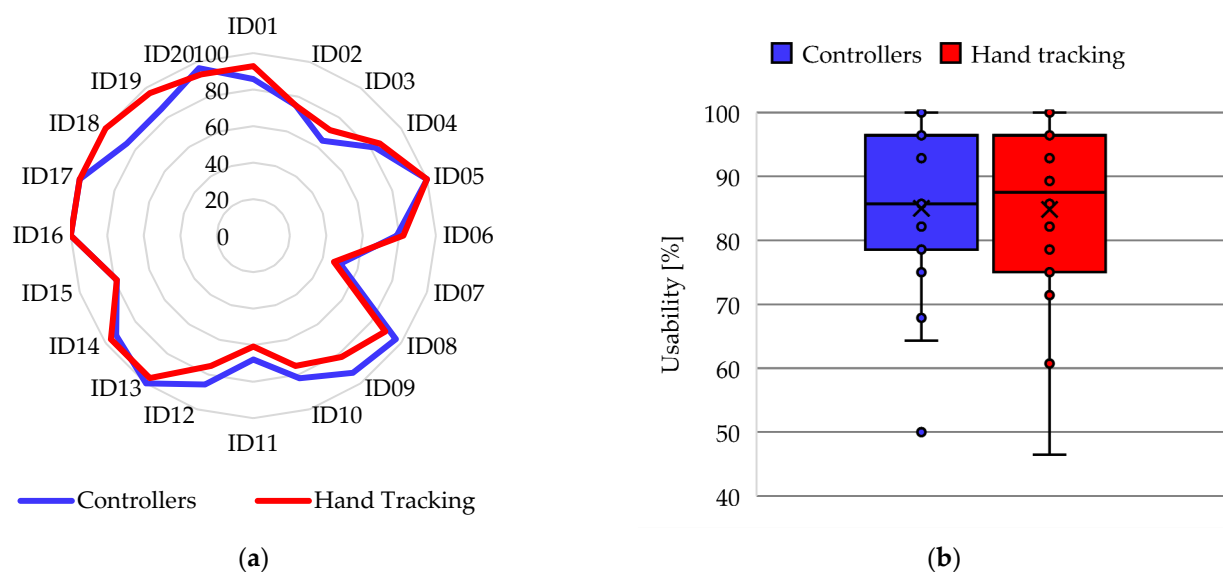 ID01
ID02
ID03
ID04
ID05
ID06
ID07
ID08
ID09
ID10
ID11
ID12
ID13
ID14
ID15
ID16
ID17
ID18
ID19
ID20
100
80
60
40
20
0
Controllers
Hand Tracking
(a)
Controllers
Hand tracking
Usability [%]
100
90
80
70
60
50
40
(b)